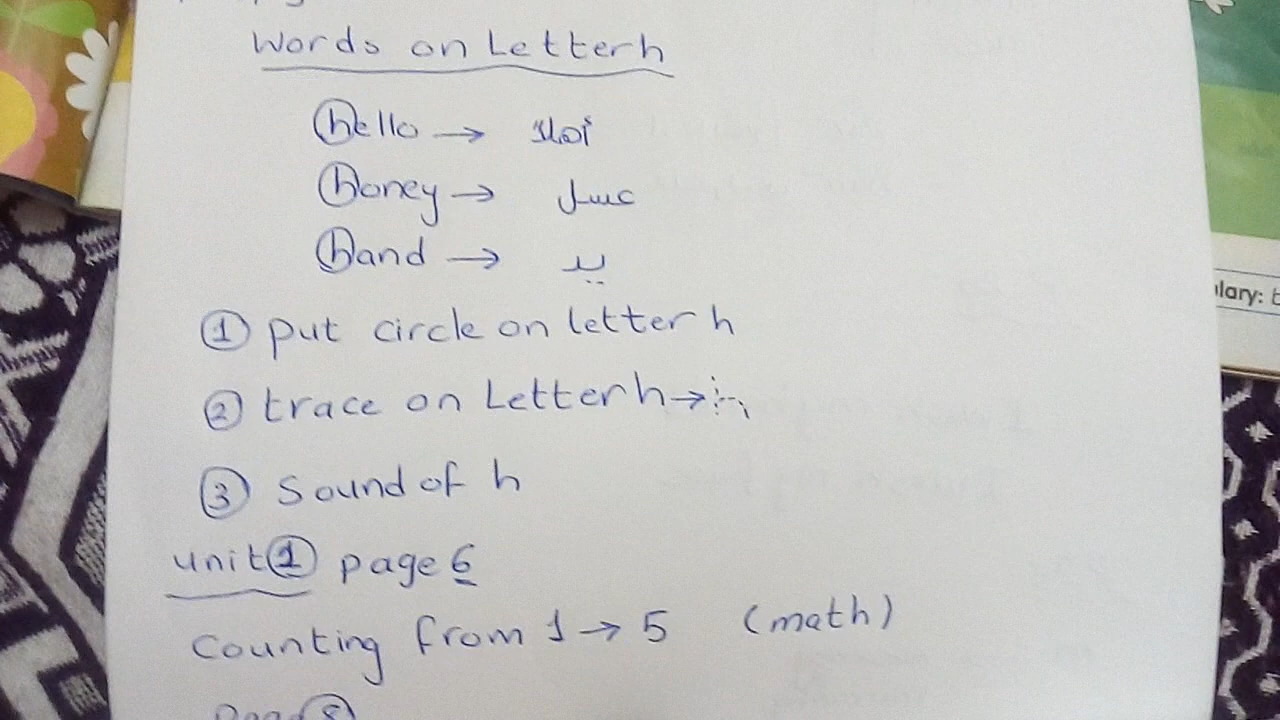 Words on Letter h
hello → أهلا
honey → عسل
hand → يد
① put circle on letter h
② trace on Letter h →
③ Sound of h
unit ① page 6
Counting from 1 → 5 (math)
lary: